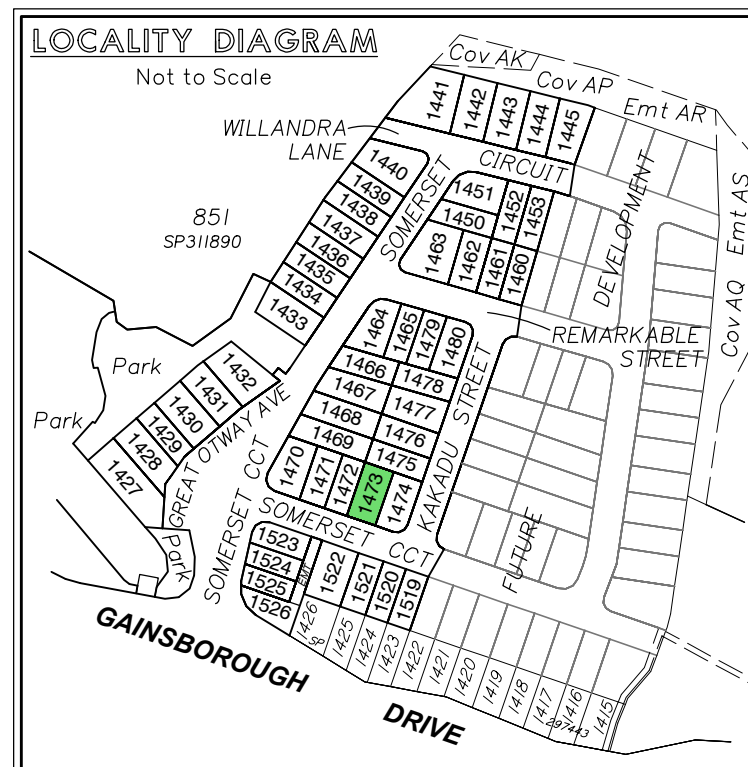 LOCALITY DIAGRAM
Not to Scale
Cov AK
Cov AP
Emt AR
Emt AS
Cov AQ
1441
1442
1443
1444
1445
WILLANDRA
LANE
SOMERSET
CIRCUIT
1440
1439
1438
1437
1436
1435
1434
1433
851
SP311890
1451
1450
1452
1453
1463
1462
1461
1460
DEVELOPMENT
REMARKABLE
STREET
1464
1465
1479
1480
1466
1478
1467
1477
1468
1476
1469
1475
1470
1471
1472
1473
1474
KAKADU STREET
Park
Park
Park
1432
1431
1430
1429
1428
1427
GREAT OTWAY AVE
SOMERSET CCT
SOMERSET CCT
FUTURE
1523
1524
1525
1526
EMT
1522
1521
1520
1519
1426
SP
1425
1424
1423
1422
1421
1420
1419
1418
1417
1416
1415
297443
GAINSBOROUGH
DRIVE